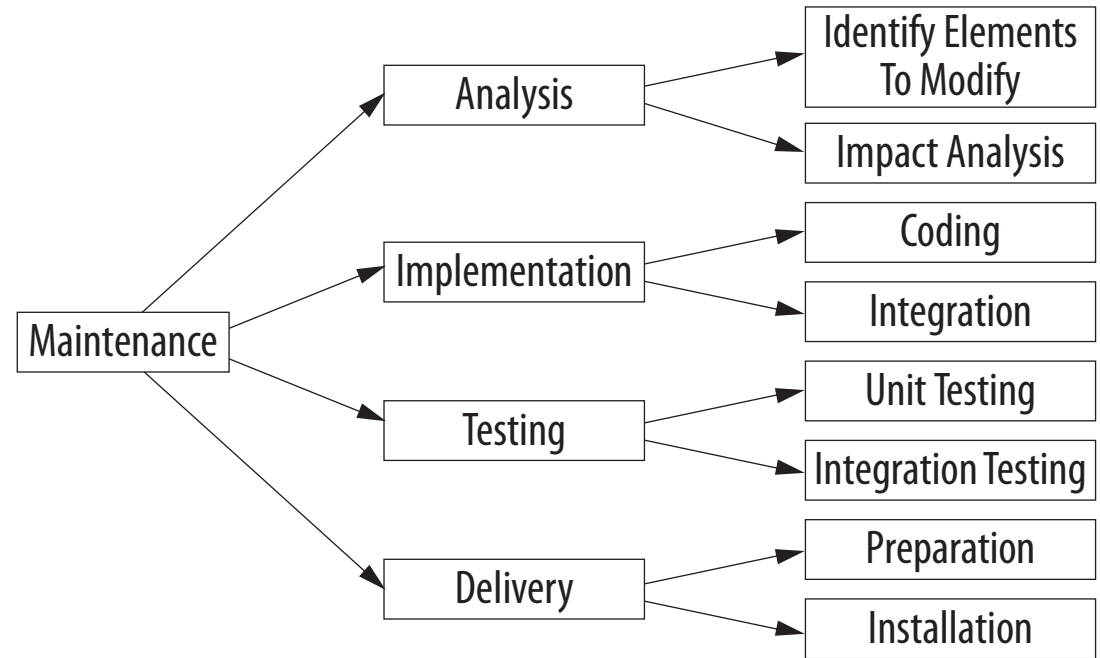 Maintenance
Analysis
Identify Elements
To Modify
Impact Analysis
Implementation
Coding
Integration
Testing
Unit Testing
Integration Testing
Delivery
Preparation
Installation